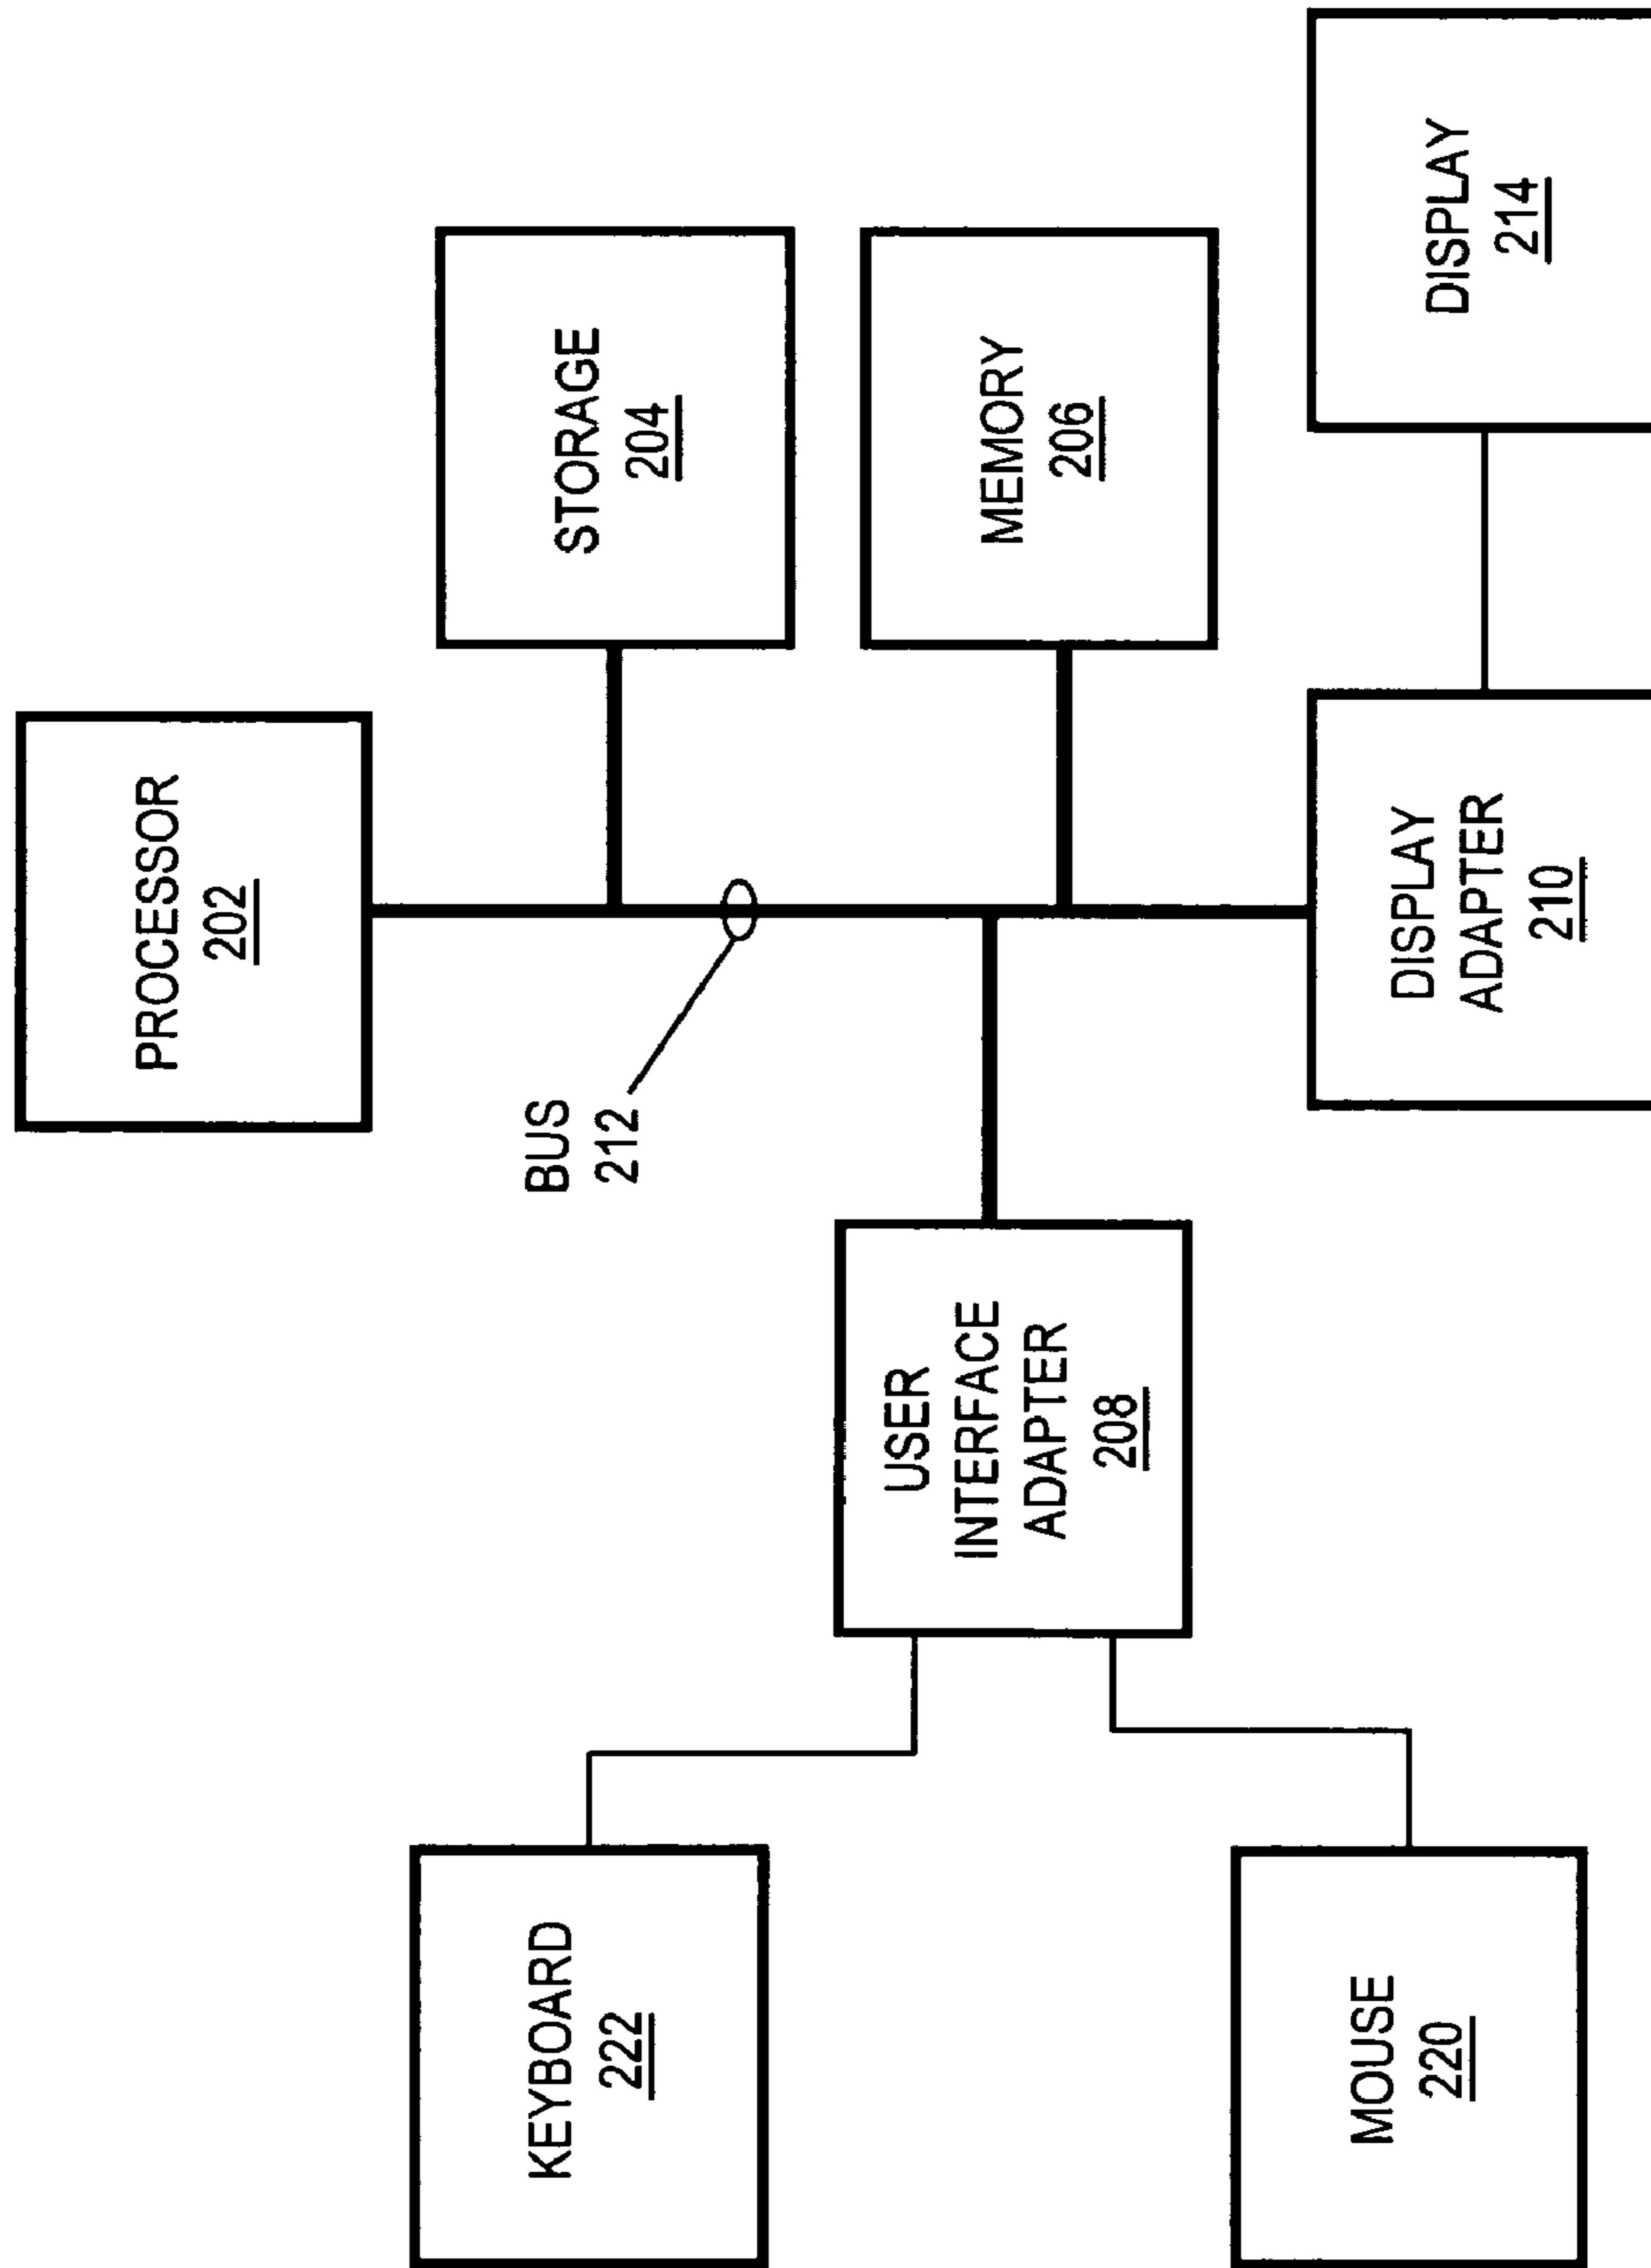 PROCESSOR
202
KEYBOARD
222
BUS
212
STORAGE
204
USER
INTERFACE
ADAPTER
208
MEMORY
206
MOUSE
220
DISPLAY
ADAPTER
210
DISPLAY
214